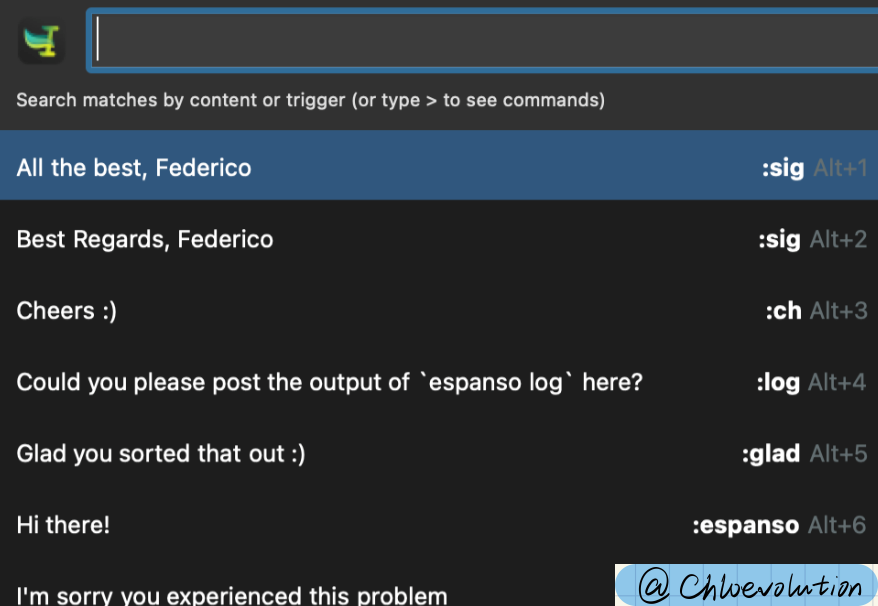 Search matches by content or trigger (or type > to see commands)
All the best, Federico :sig Alt+1
Best Regards, Federico :sig Alt+2
Cheers :) :ch Alt+3
Could you please post the output of `espanso log` here? :log Alt+4
Glad you sorted that out :) :glad Alt+5
Hi there! :espanso Alt+6
I'm sorry you experienced this problem
@ Chloevolution